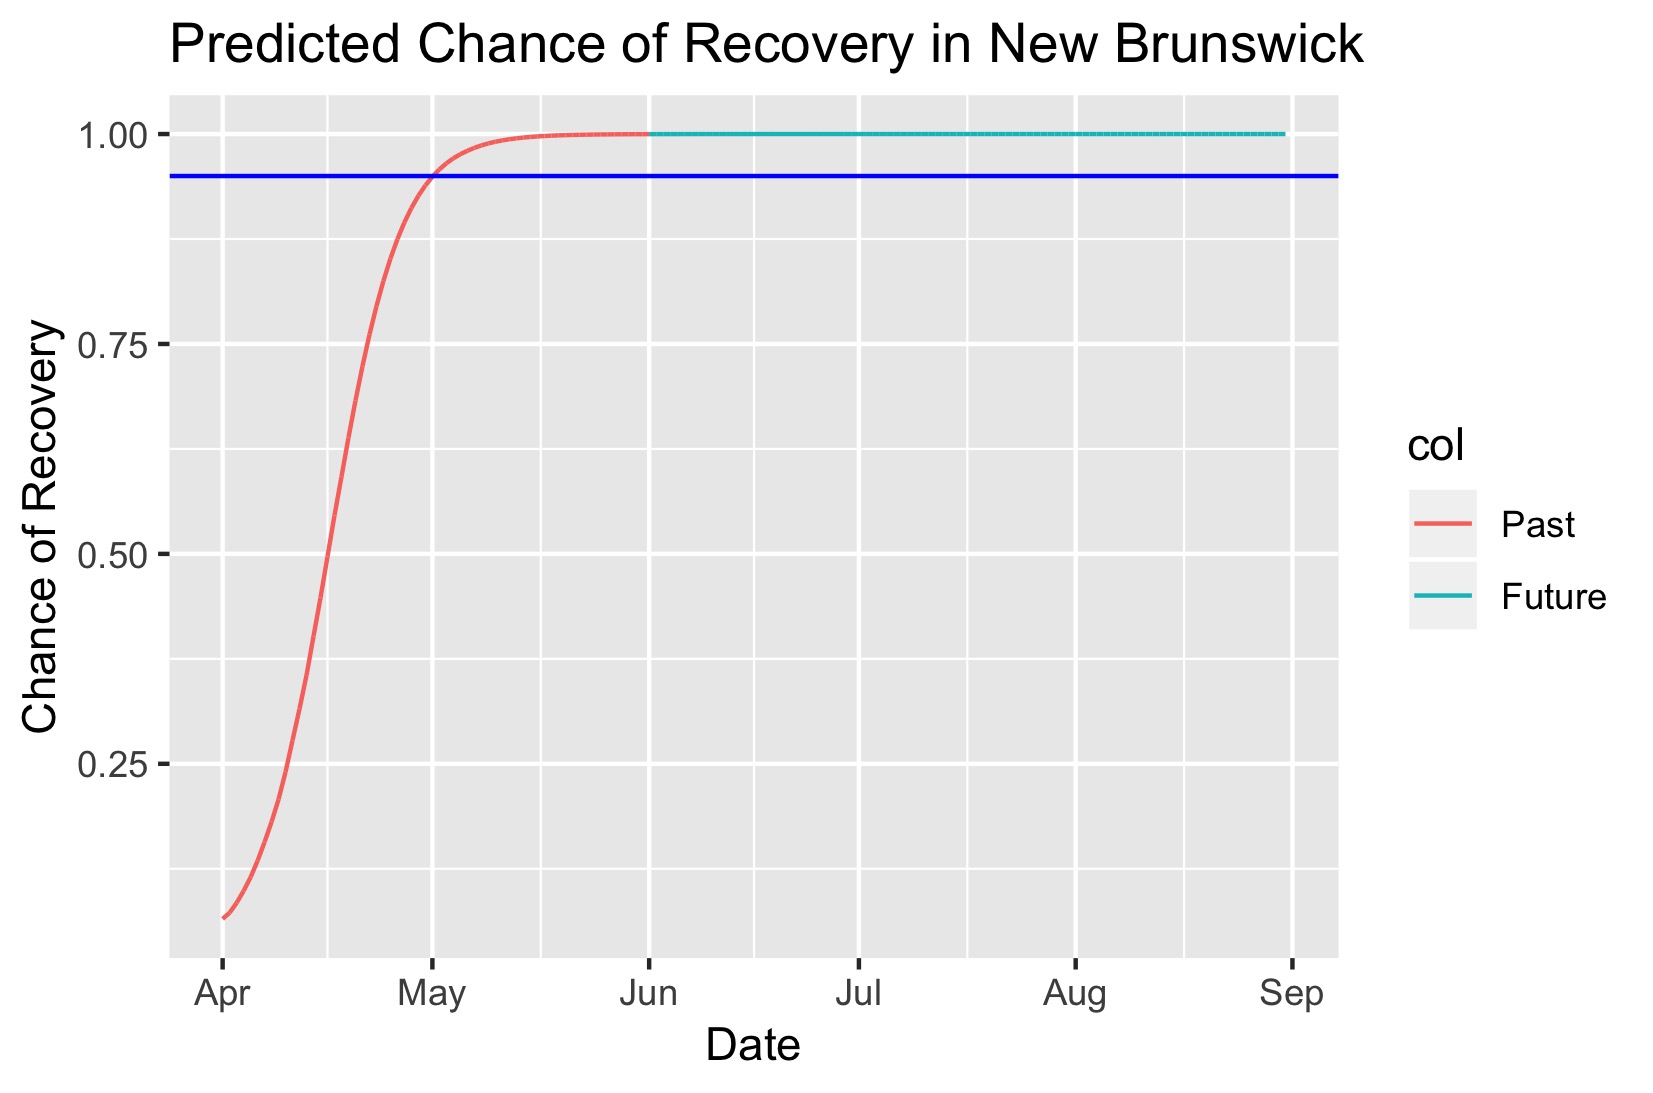 Predicted Chance of Recovery in New Brunswick
1.00
0.75
0.50
0.25
Chance of Recovery
Apr May Jun Jul Aug Sep
Date
col
Past
Future